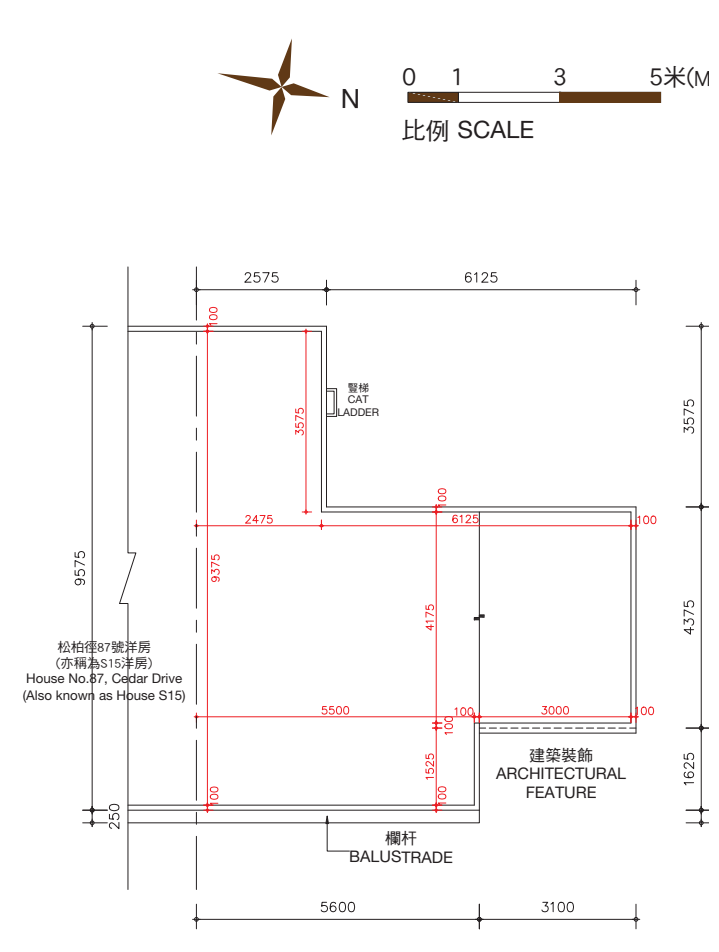 N
0 1 3 5米(M
比例 SCALE
2575 6125
100
3575
豎梯
CAT
LADDER
3575
100
2475 6125 100
9575
9375
4175
4375
松柏徑87號洋房
(亦稱為S15洋房)
House No.87, Cedar Drive
(Also known as House S15)
5500 100 3000 100
100
1525
1625
建築裝飾
ARCHITECTURAL
FEATURE
100 100
250
欄杆
BALUSTRADE
5600 3100